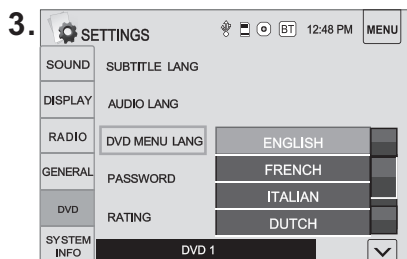 3.
SETTINGS
BT 12:48 PM MENU
SOUND
SUBTITLE LANG
DISPLAY
AUDIO LANG
RADIO
DVD MENU LANG
ENGLISH
GENERAL
PASSWORD
FRENCH
ITALIAN
DVD
RATING
DUTCH
SYSTEM
INFO
DVD 1